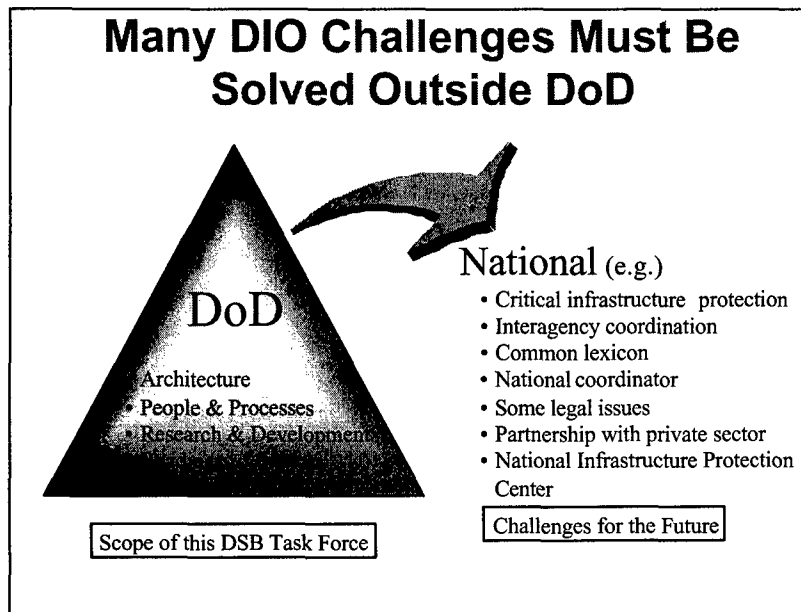 Many DIO Challenges Must Be
Solved Outside DoD
DoD
Architecture
• People & Processes
• Research & Development
Scope of this DSB Task Force
National (e.g.)
• Critical infrastructure protection
• Interagency coordination
• Common lexicon
• National coordinator
• Some legal issues
• Partnership with private sector
• National Infrastructure Protection
Center
Challenges for the Future